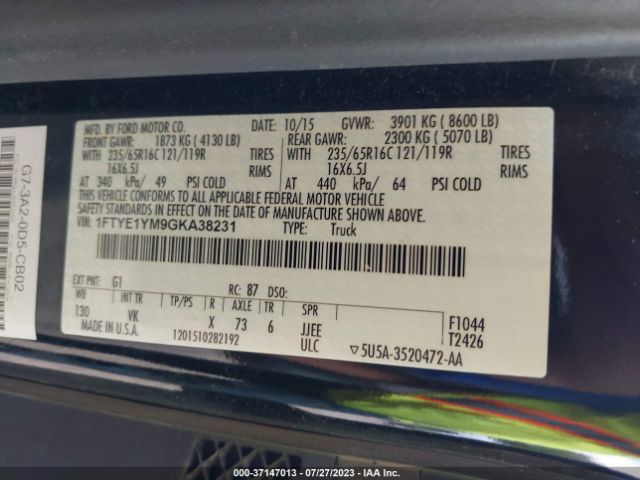 MFD. BY FORD MOTOR CO.
DATE: 10/15 GVWR: 3901 KG ( 8600 LB)
FRONT GAWR: 1873 KG ( 4130 LB) REAR GAWR: 2300 KG ( 5070 LB)
WITH 235/65R16C 121/119R TIRES WITH 235/65R16C 121/119R TIRES
16X6.5J RIMS 16X6.5J RIMS
AT 340 kPa/ 49 PSI COLD AT 440 kPa/ 64 PSI COLD
THIS VEHICLE CONFORMS TO ALL APPLICABLE FEDERAL MOTOR VEHICLE
SAFETY STANDARDS IN EFFECT ON THE DATE OF MANUFACTURE SHOWN ABOVE.
VIN: 1FTYE1YM9GKA38231 TYPE: Truck
EXT PNT: G1 RC: 87 DSO:
WB INT TR TP/PS R AXLE TR SPR
130 VK X 73 6 JJEE F1044
MADE IN U.S.A. 1201510282192 ULC T2426
▽5U5A-3520472-AA
G7-3A2-0D5-CB02
000-37147013 - 07/27/2023 - IAA Inc.